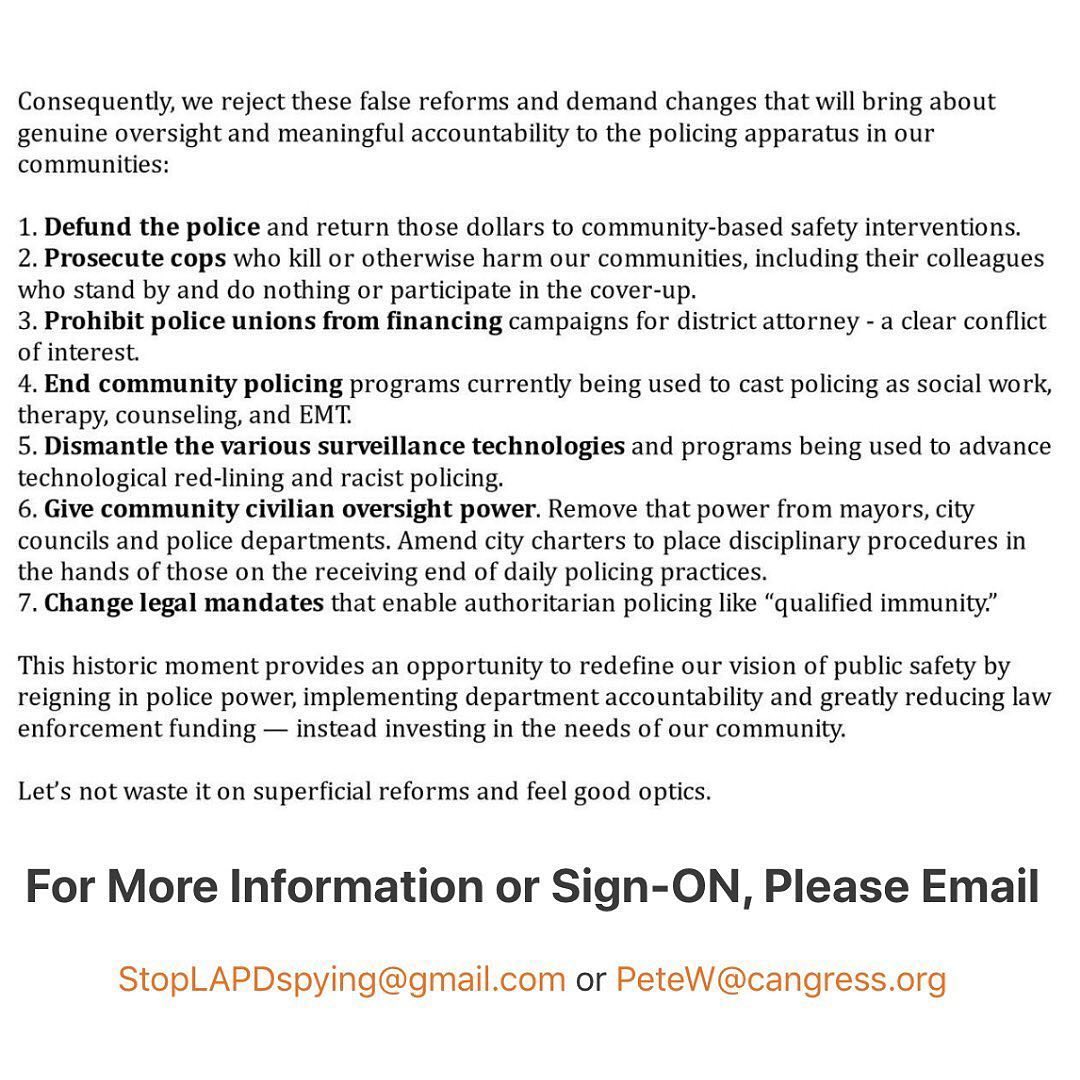 Consequently, we reject these false reforms and demand changes that will bring about
genuine oversight and meaningful accountability to the policing apparatus in our
communities:
1. Defund the police and return those dollars to community-based safety interventions.
2. Prosecute cops who kill or otherwise harm our communities, including their colleagues
who stand by and do nothing or participate in the cover-up.
3. Prohibit police unions from financing campaigns for district attorney - a clear conflict
of interest.
4. End community policing programs currently being used to cast policing as social work,
therapy, counseling, and EMT.
5. Dismantle the various surveillance technologies and programs being used to advance
technological red-lining and racist policing.
6. Give community civilian oversight power. Remove that power from mayors, city
councils and police departments. Amend city charters to place disciplinary procedures in
the hands of those on the receiving end of daily policing practices.
7. Change legal mandates that enable authoritarian policing like “qualified immunity.”
This historic moment provides an opportunity to redefine our vision of public safety by
reigning in police power, implementing department accountability and greatly reducing law
enforcement funding — instead investing in the needs of our community.
Let’s not waste it on superficial reforms and feel good optics.
For More Information or Sign-ON, Please Email
StopLAPDspying@gmail.com or PeteW@cangress.org